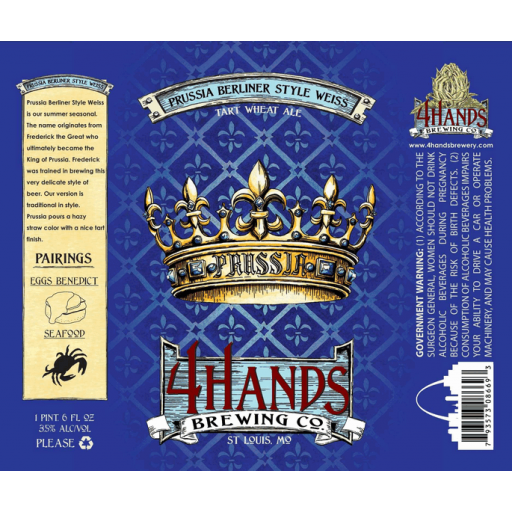 PRUSSIA BERLINER STYLE WEISS
Prussia Berliner Style Weiss
is our summer seasonal.
The name originates from
Frederick the Great who
ultimately became the
King of Prussia. Frederick
was trained in brewing this
very delicate style of
beer. Our version is
traditional in style.
Prussia pours a hazy
straw color with a nice tart
finish.
PAIRINGS
EGGS BENEDICT
SEAFOOD
1 PINT. 6 FL OZ
3.5% ALC/VOL
PLEASE
PRUSSIA BERLINER STYLE WEISS
TART WHEAT ALE
PRUSSIA
4HANDS
BREWING CO.
ST LOUIS, MO
4HANDS
BREWING CO.
www.4handsbrewery.com
GOVERNMENT WARNING: (1) ACCORDING TO THE
SURGEON GENERAL, WOMEN SHOULD NOT DRINK
ALCOHOLIC BEVERAGES DURING PREGNANCY
BECAUSE OF THE RISK OF BIRTH DEFECTS. (2)
CONSUMPTION OF ALCOHOLIC BEVERAGES IMPAIRS
YOUR ABILITY TO DRIVE A CAR OR OPERATE
MACHINERY, AND MAY CAUSE HEALTH PROBLEMS.
7 93573 08669 3